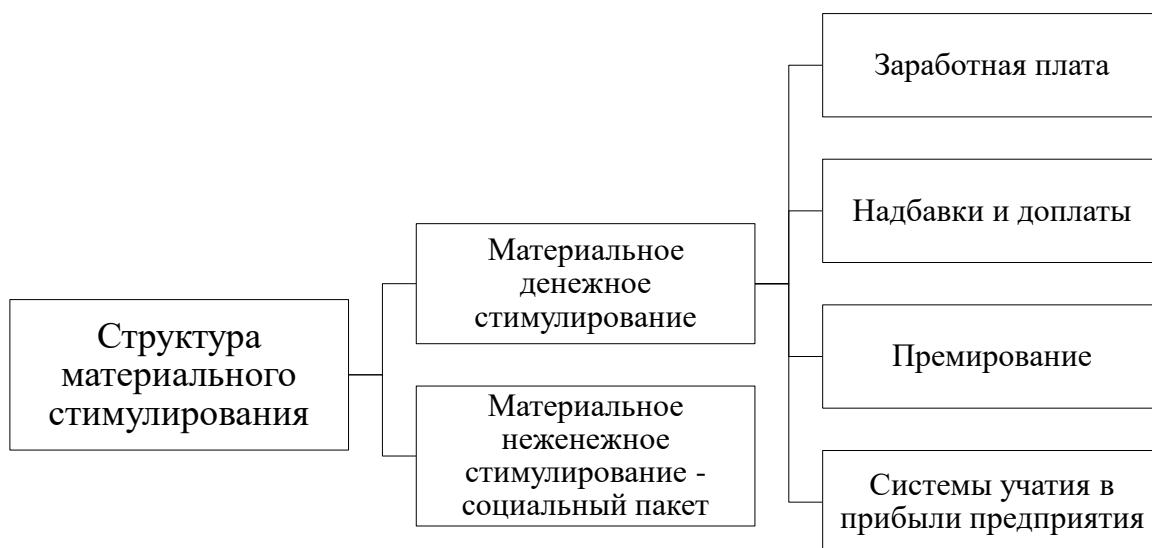 Структура
материального
стимулирования
Материальное
денежное
стимулирование
Материальное
неженежное
стимулирование -
социальный пакет
Заработная плата
Надбавки и доплаты
Премирование
Системы учатия в
прибыли предприятия